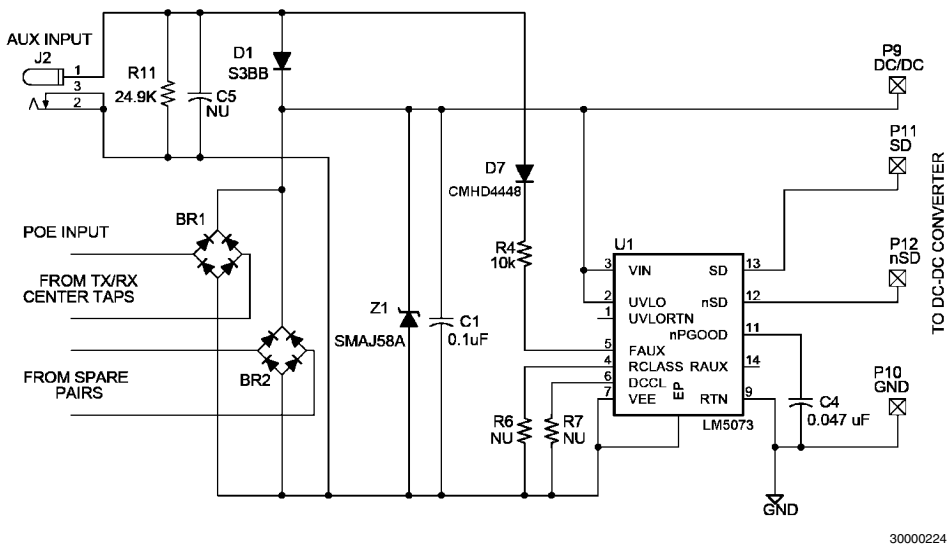 AUX INPUT
J2
1
3
2
R11
24.9K
C5
NU
D1
S3BB
P9
DC/DC
P11
SD
P12
nSD
P10
GND
TO DC-DC CONVERTER
D7
CMHD4448
R4
10k
BR1
POE INPUT
FROM TX/RX
CENTER TAPS
BR2
FROM SPARE
PAIRS
Z1
SMAJ58A
C1
0.1uF
U1
3 VIN SD 13
2 UVLO nSD 12
1 UVLORTN
nPGOOD 11
5 FAUX
4 RCLASS RAUX 14
6 DCCL
7 VEE EP RTN 9
LM5073
R6
NU
R7
NU
C4
0.047 uF
GND
30000224